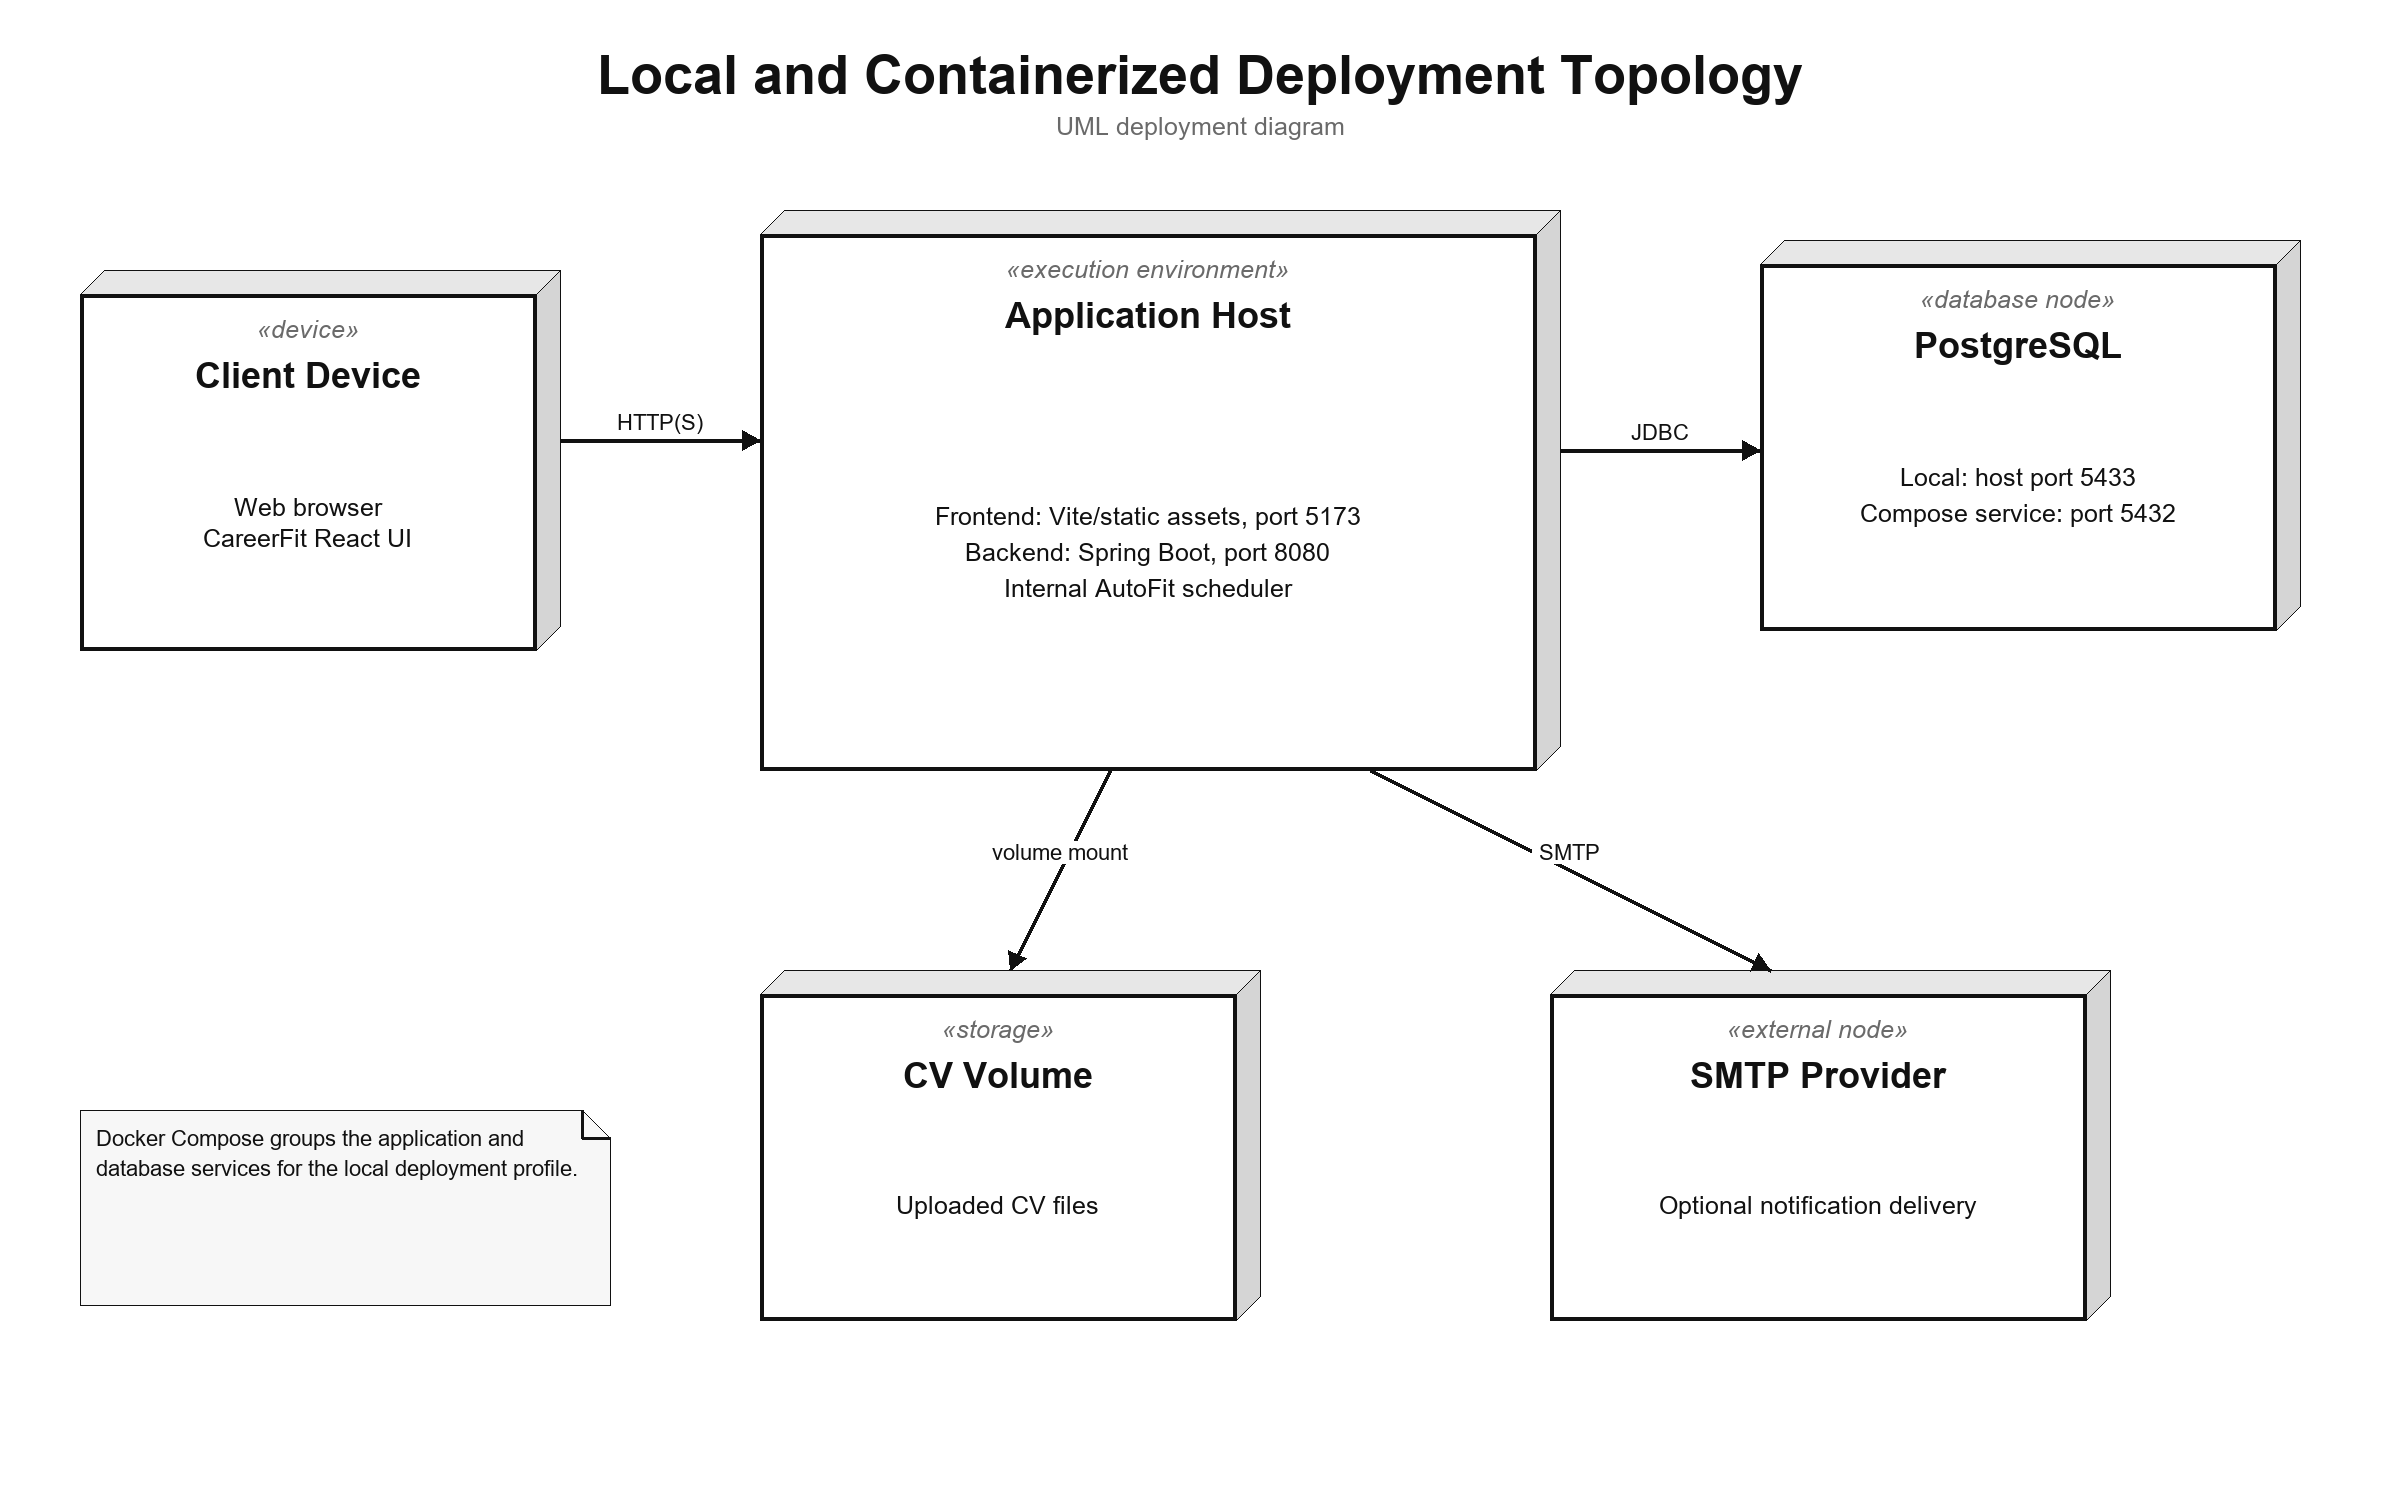 Local and Containerized Deployment Topology
UML deployment diagram
«device»
Client Device
Web browser
CareerFit React UI
HTTP(S)
«execution environment»
Application Host
Frontend: Vite/static assets, port 5173
Backend: Spring Boot, port 8080
Internal AutoFit scheduler
JDBC
«database node»
PostgreSQL
Local: host port 5433
Compose service: port 5432
volume mount
SMTP
«storage»
CV Volume
Uploaded CV files
«external node»
SMTP Provider
Optional notification delivery
Docker Compose groups the application and
database services for the local deployment profile.